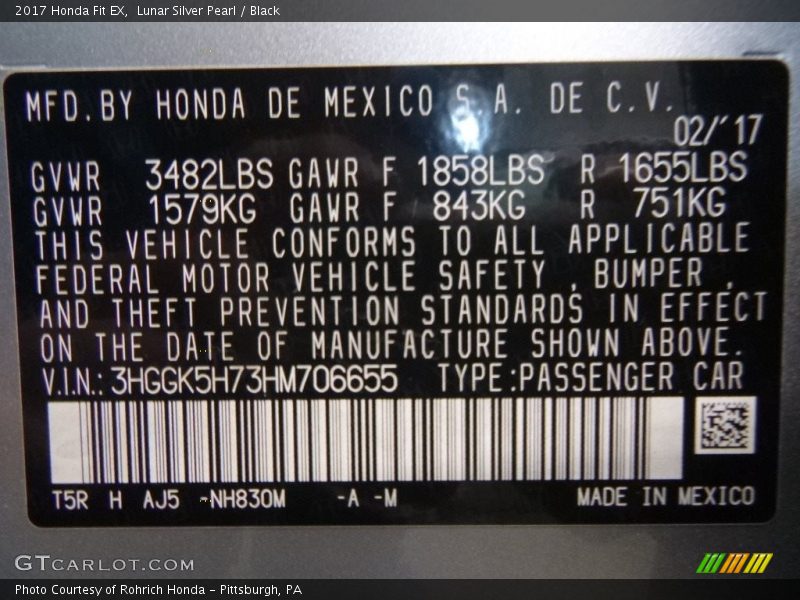 2017 Honda Fit EX,  Lunar Silver Pearl / Black
MFD.BY HONDA DE MEXICO S.A. DE C.V.
02/'17
GVWR 3482LBS GAWR F 1858LBS R 1655LBS
GVWR 1579KG GAWR F 843KG R 751KG
THIS VEHICLE CONFORMS TO ALL APPLICABLE
FEDERAL MOTOR VEHICLE SAFETY , BUMPER ,
AND THEFT PREVENTION STANDARDS IN EFFECT
ON THE DATE OF MANUFACTURE SHOWN ABOVE.
V.I.N.: 3HGGK5H73HM706655 TYPE:PASSENGER CAR
T5R H AJ5 -NH830M -A -M MADE IN MEXICO
GTCARLOT.COM
Photo Courtesy of Rohrich Honda - Pittsburgh, PA